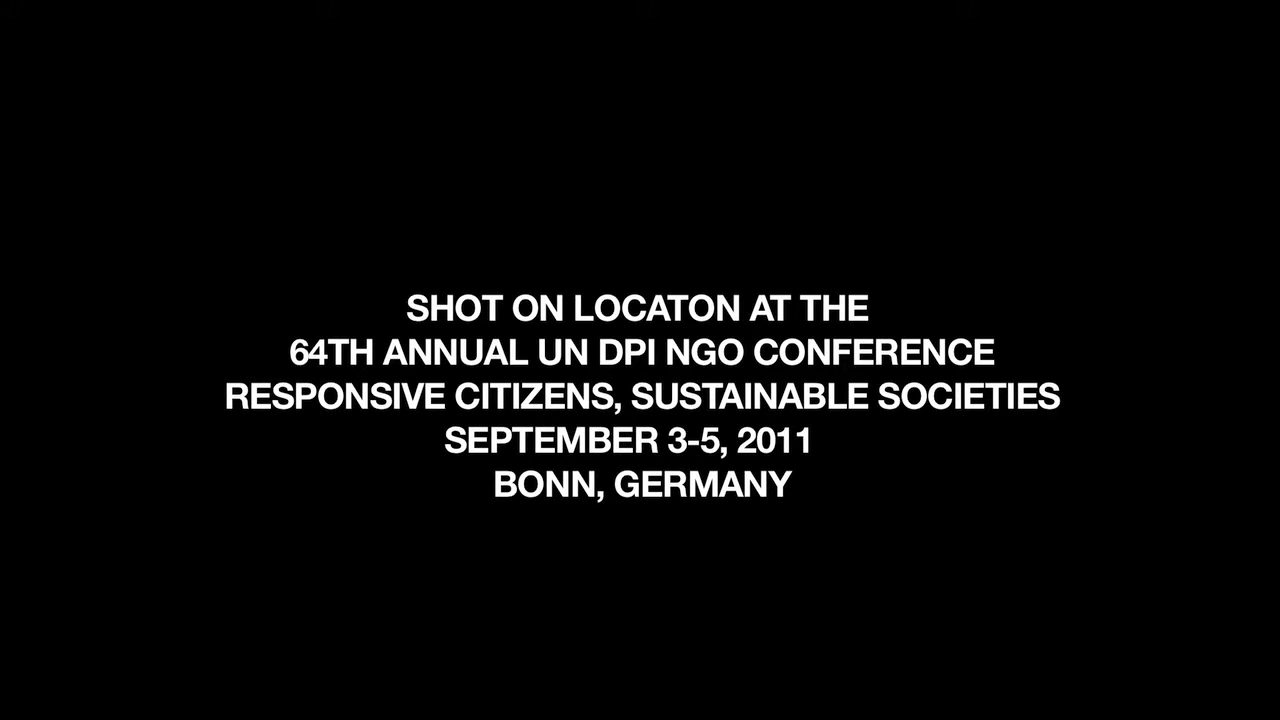 SHOT ON LOCATON AT THE
64TH ANNUAL UN DPI NGO CONFERENCE
RESPONSIVE CITIZENS, SUSTAINABLE SOCIETIES
SEPTEMBER 3-5, 2011
BONN, GERMANY